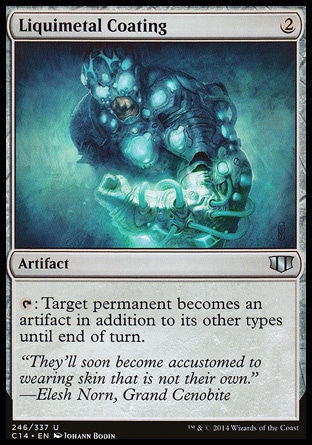 Liquimetal Coating 2
Artifact
: Target permanent becomes an
artifact in addition to its other types
until end of turn.
“They’ll soon become accustomed to
wearing skin that is not their own.”
—Elesh Norn, Grand Cenobite
246/337 U
C14 • EN Johann Bodin
™ & © 2014 Wizards of the Coast